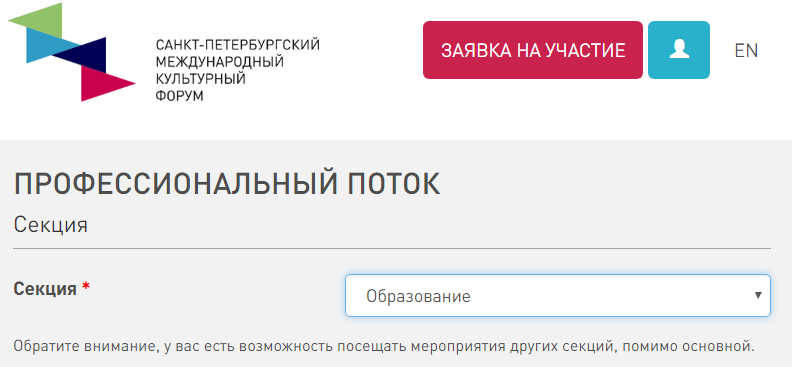 САНКТ-ПЕТЕРБУРГСКИЙ
МЕЖДУНАРОДНЫЙ
КУЛЬТУРНЫЙ
ФОРУМ
ЗАЯВКА НА УЧАСТИЕ
EN
ПРОФЕССИОНАЛЬНЫЙ ПОТОК
Секция
Секция *
Образование
Обратите внимание, у вас есть возможность посещать мероприятия других секций, помимо основной.